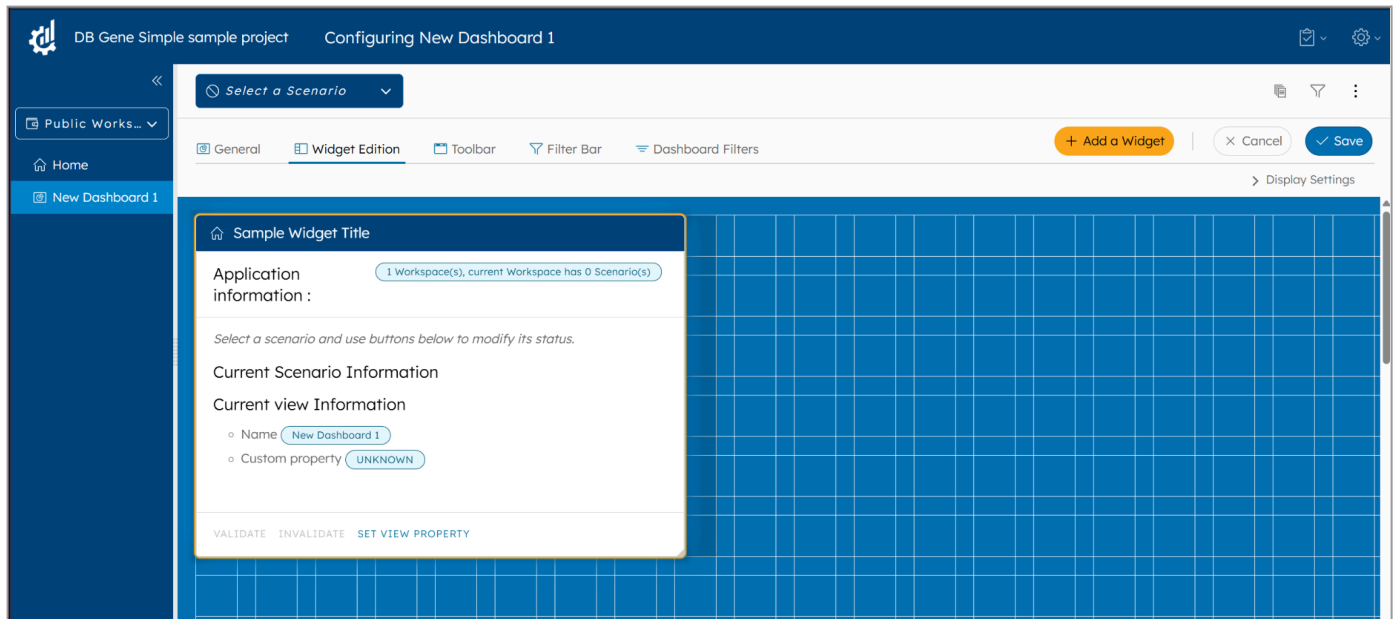 DB Gene Simple sample project
Configuring New Dashboard 1
Select a Scenario
Public Works...
Home
New Dashboard 1
General
Widget Edition
Toolbar
Filter Bar
Dashboard Filters
+ Add a Widget
Cancel
Save
Display Settings
Sample Widget Title
Application
information :
1 Workspace(s), current Workspace has 0 Scenario(s)
Select a scenario and use buttons below to modify its status.
Current Scenario Information
Current view Information
Name New Dashboard 1
Custom property UNKNOWN
VALIDATE INVALIDATE SET VIEW PROPERTY